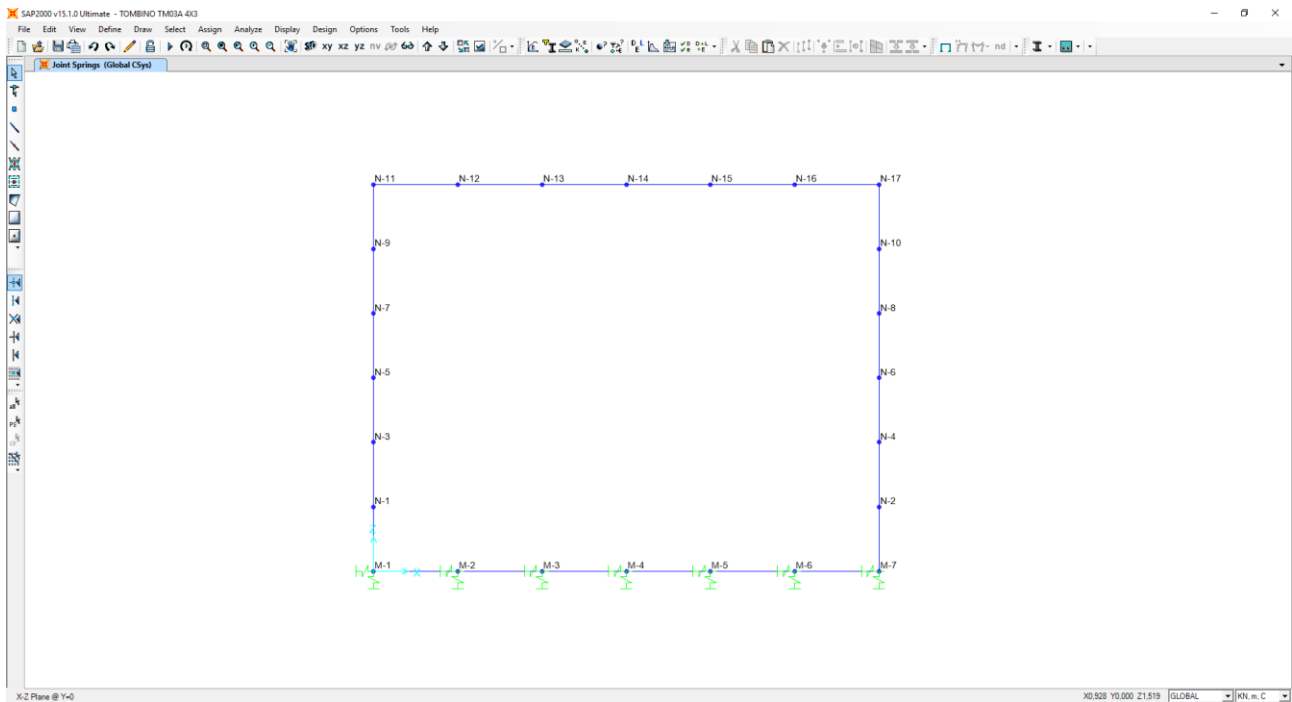 SAP2000 v15.1.0 Ultimate - TOMBINO TM03A 4X3
File Edit View Define Draw Select Assign Analyze Display Design Options Tools Help
xy xz yz nv nd
Joint Springs (Global CSys)
N-11 N-12 N-13 N-14 N-15 N-16 N-17
N-9 N-10
N-7 N-8
N-5 N-6
N-3 N-4
N-1 N-2
Z
M-1 M-2 M-3 M-4 M-5 M-6 M-7
X
X-Z Plane @ Y=0 X0,928 Y0,000 Z1,519 GLOBAL KN, m, C